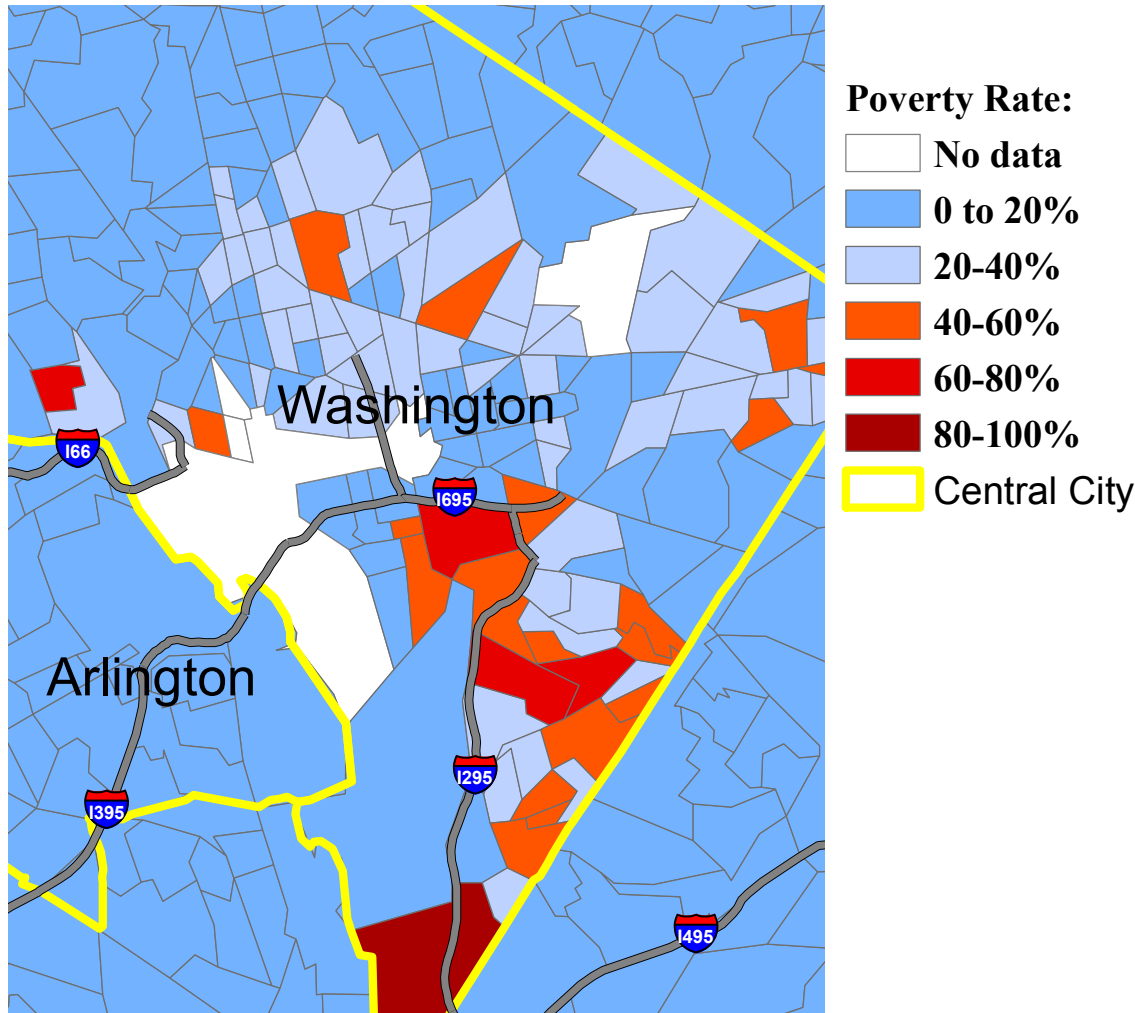 Poverty Rate:
No data
0 to 20%
20-40%
40-60%
60-80%
80-100%
Central City
Washington
I66
I695
Arlington
I295
I395
I495